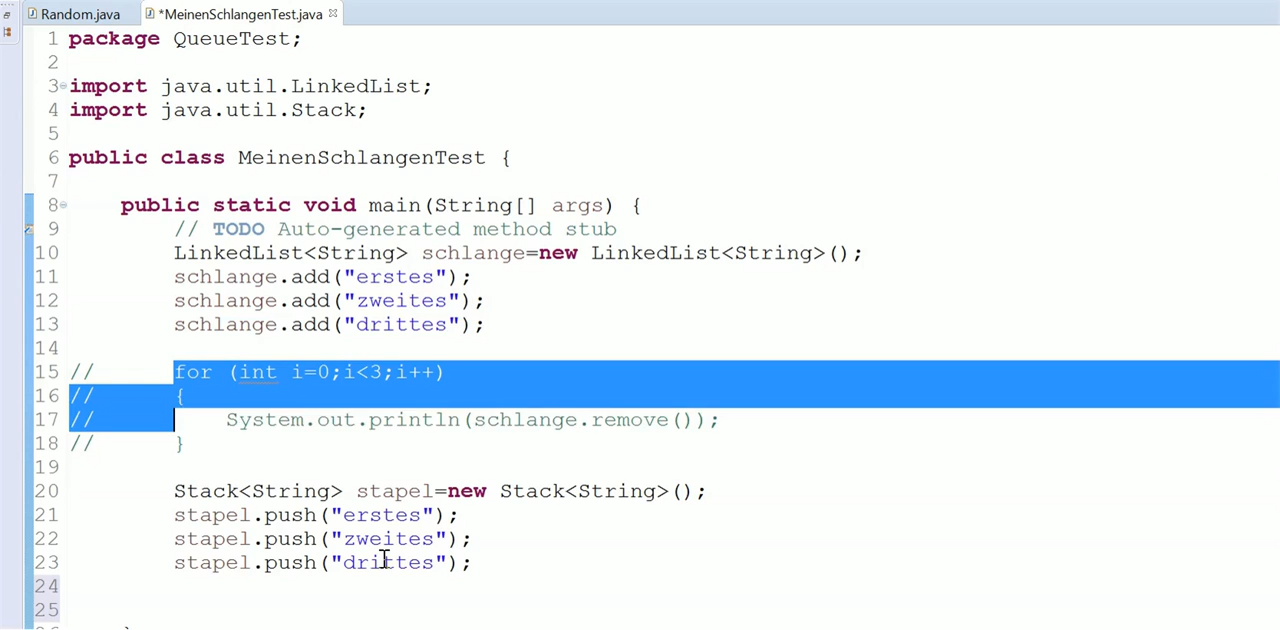 Random.java *MeinenSchlangenTest.java
1 package QueueTest;
2
3 import java.util.LinkedList;
4 import java.util.Stack;
5
6 public class MeinenSchlangenTest {
7
8 public static void main(String[] args) {
9 // TODO Auto-generated method stub
10 LinkedList<String> schlange=new LinkedList<String>();
11 schlange.add("erstes");
12 schlange.add("zweites");
13 schlange.add("drittes");
14
15 // for (int i=0;i<3;i++)
16 // {
17 // System.out.println(schlange.remove());
18 // }
19
20 Stack<String> stapel=new Stack<String>();
21 stapel.push("erstes");
22 stapel.push("zweites");
23 stapel.push("drittes");
24
25